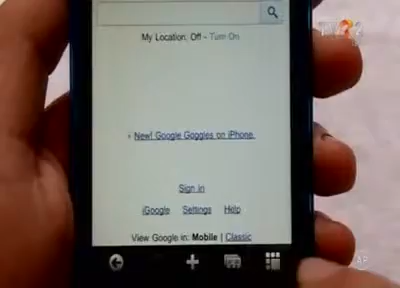 My Location: Off - Turn On
New! Google Goggles on iPhone.
Sign in
iGoogle Settings Help
View Google in: Mobile | Classic
AP